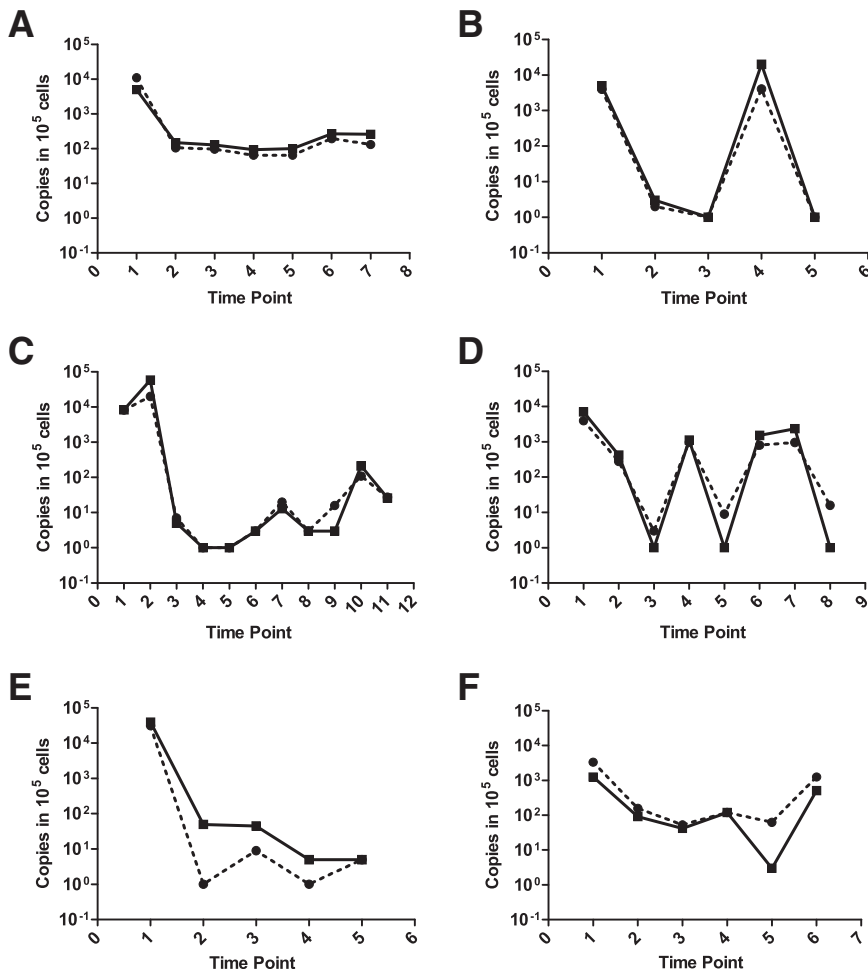 A
Copies in 10^5 cells
10^5
10^4
10^3
10^2
10^1
10^0
10^-1
0 1 2 3 4 5 6 7 8
Time Point
B
Copies in 10^5 cells
10^5
10^4
10^3
10^2
10^1
10^0
10^-1
0 1 2 3 4 5 6
Time Point
C
Copies in 10^5 cells
10^5
10^4
10^3
10^2
10^1
10^0
10^-1
0 1 2 3 4 5 6 7 8 9 10 11 12
Time Point
D
Copies in 10^5 cells
10^5
10^4
10^3
10^2
10^1
10^0
10^-1
0 1 2 3 4 5 6 7 8 9
Time Point
E
Copies in 10^5 cells
10^5
10^4
10^3
10^2
10^1
10^0
10^-1
0 1 2 3 4 5 6
Time Point
F
Copies in 10^5 cells
10^5
10^4
10^3
10^2
10^1
10^0
10^-1
0 1 2 3 4 5 6 7
Time Point